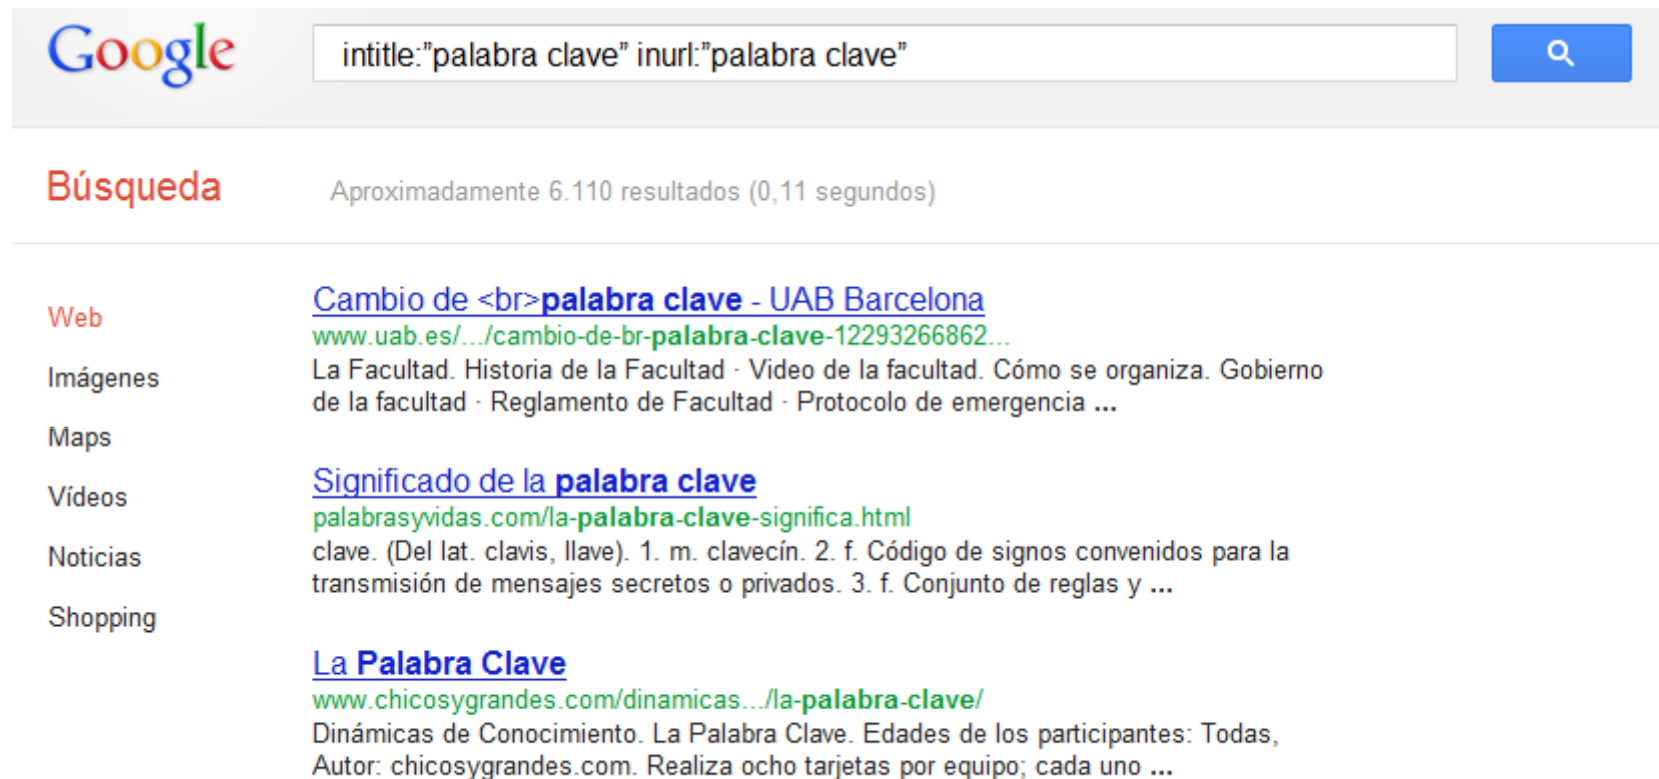 Google
intitle:”palabra clave” inurl:”palabra clave”
Búsqueda
Aproximadamente 6.110 resultados (0,11 segundos)
Web
Imágenes
Maps
Vídeos
Noticias
Shopping
Cambio de <br>palabra clave - UAB Barcelona
www.uab.es/.../cambio-de-br-palabra-clave-12293266862...
La Facultad. Historia de la Facultad · Video de la facultad. Cómo se organiza. Gobierno
de la facultad · Reglamento de Facultad · Protocolo de emergencia ...
Significado de la palabra clave
palabrasyvidas.com/la-palabra-clave-significa.html
clave. (Del lat. clavis, llave). 1. m. clavecín. 2. f. Código de signos convenidos para la
transmisión de mensajes secretos o privados. 3. f. Conjunto de reglas y ...
La Palabra Clave
www.chicosygrandes.com/dinamicas.../la-palabra-clave/
Dinámicas de Conocimiento. La Palabra Clave. Edades de los participantes: Todas,
Autor: chicosygrandes.com. Realiza ocho tarjetas por equipo; cada uno ...